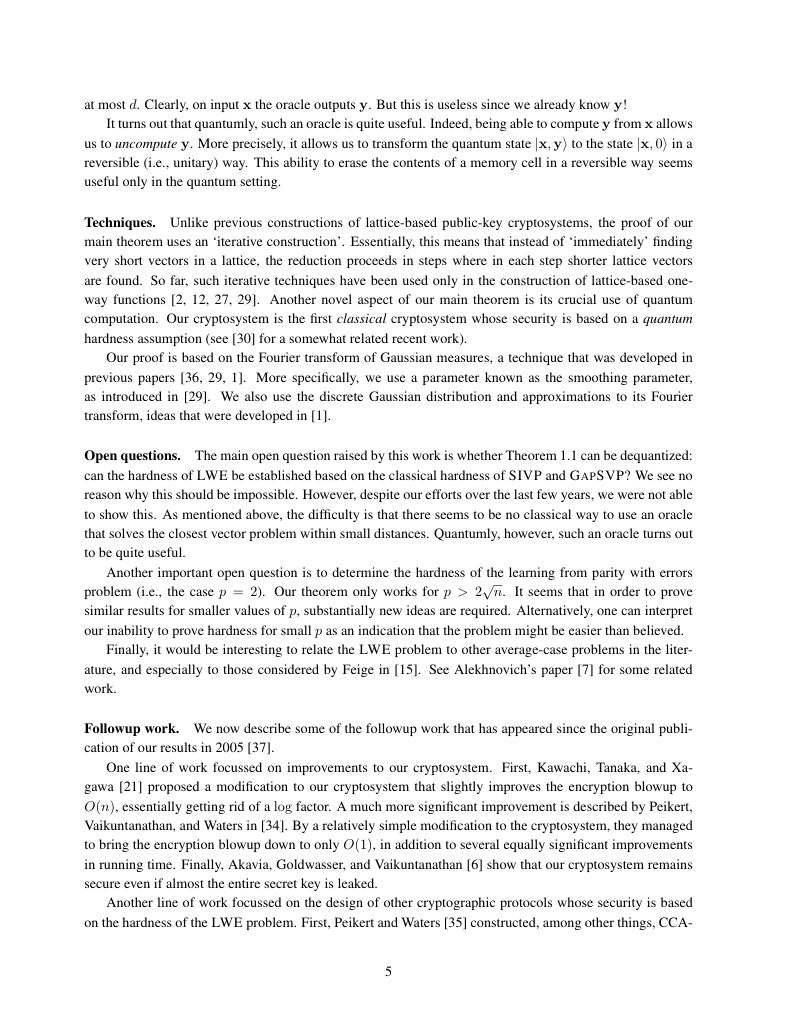 at most d. Clearly, on input x the oracle outputs y. But this is useless since we already know y!
It turns out that quantumly, such an oracle is quite useful. Indeed, being able to compute y from x allows
us to uncompute y. More precisely, it allows us to transform the quantum state |x, y⟩ to the state |x, 0⟩ in a
reversible (i.e., unitary) way. This ability to erase the contents of a memory cell in a reversible way seems
useful only in the quantum setting.
Techniques. Unlike previous constructions of lattice-based public-key cryptosystems, the proof of our
main theorem uses an ‘iterative construction’. Essentially, this means that instead of ‘immediately’ finding
very short vectors in a lattice, the reduction proceeds in steps where in each step shorter lattice vectors
are found. So far, such iterative techniques have been used only in the construction of lattice-based one-
way functions [2, 12, 27, 29]. Another novel aspect of our main theorem is its crucial use of quantum
computation. Our cryptosystem is the first classical cryptosystem whose security is based on a quantum
hardness assumption (see [30] for a somewhat related recent work).
Our proof is based on the Fourier transform of Gaussian measures, a technique that was developed in
previous papers [36, 29, 1]. More specifically, we use a parameter known as the smoothing parameter,
as introduced in [29]. We also use the discrete Gaussian distribution and approximations to its Fourier
transform, ideas that were developed in [1].
Open questions. The main open question raised by this work is whether Theorem 1.1 can be dequantized:
can the hardness of LWE be established based on the classical hardness of SIVP and GAPSVP? We see no
reason why this should be impossible. However, despite our efforts over the last few years, we were not able
to show this. As mentioned above, the difficulty is that there seems to be no classical way to use an oracle
that solves the closest vector problem within small distances. Quantumly, however, such an oracle turns out
to be quite useful.
Another important open question is to determine the hardness of the learning from parity with errors
problem (i.e., the case p = 2). Our theorem only works for p > 2√n. It seems that in order to prove
similar results for smaller values of p, substantially new ideas are required. Alternatively, one can interpret
our inability to prove hardness for small p as an indication that the problem might be easier than believed.
Finally, it would be interesting to relate the LWE problem to other average-case problems in the liter-
ature, and especially to those considered by Feige in [15]. See Alekhnovich’s paper [7] for some related
work.
Followup work. We now describe some of the followup work that has appeared since the original publi-
cation of our results in 2005 [37].
One line of work focussed on improvements to our cryptosystem. First, Kawachi, Tanaka, and Xa-
gawa [21] proposed a modification to our cryptosystem that slightly improves the encryption blowup to
O(n), essentially getting rid of a log factor. A much more significant improvement is described by Peikert,
Vaikuntanathan, and Waters in [34]. By a relatively simple modification to the cryptosystem, they managed
to bring the encryption blowup down to only O(1), in addition to several equally significant improvements
in running time. Finally, Akavia, Goldwasser, and Vaikuntanathan [6] show that our cryptosystem remains
secure even if almost the entire secret key is leaked.
Another line of work focussed on the design of other cryptographic protocols whose security is based
on the hardness of the LWE problem. First, Peikert and Waters [35] constructed, among other things, CCA-
5